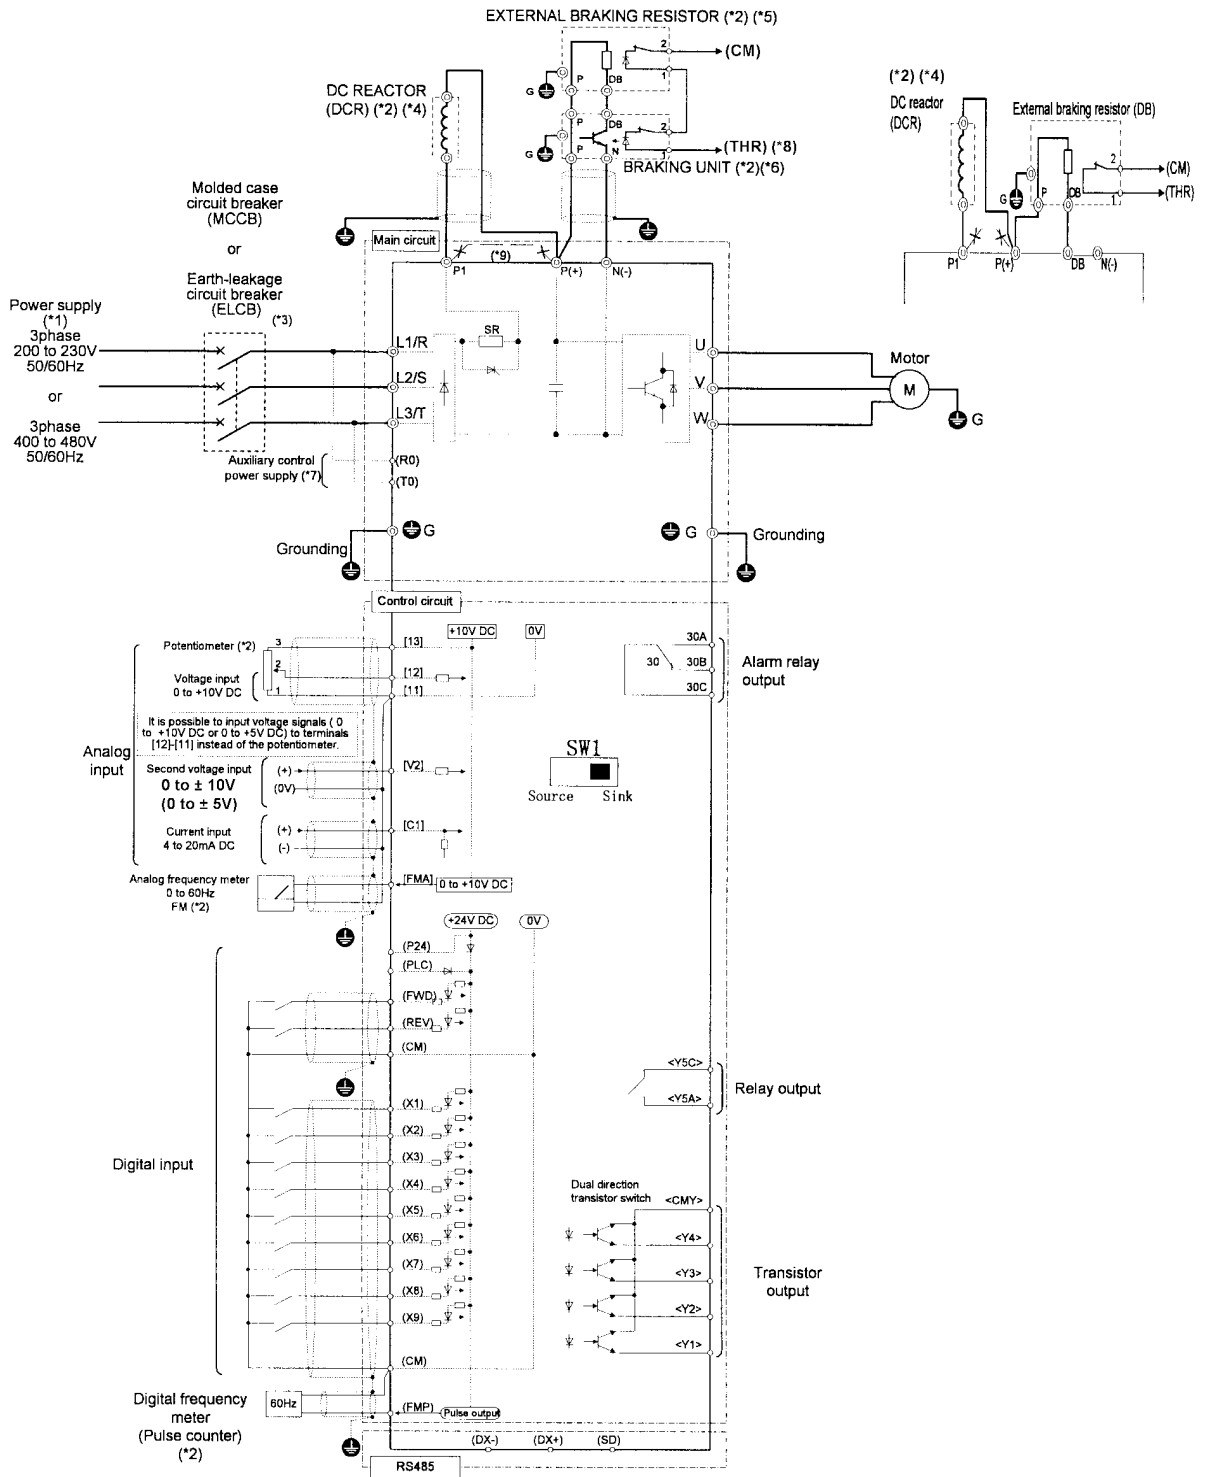 EXTERNAL BRAKING RESISTOR (*2) (*5)
2
(CM)
1
P
DB
G
DC REACTOR
(DCR) (*2) (*4)
P
DB
2
N
1
G
(THR) (*8)
BRAKING UNIT (*2)(*6)
(*2) (*4)
DC reactor
(DCR)
External braking resistor (DB)
2
(CM)
(THR)
1
G
P
DB
P1
P(+)
DB
N(-)
Molded case
circuit breaker
(MCCB)
or
Earth-leakage
circuit breaker
(ELCB)
(*3)
Main circuit
(*9)
P1
P(+)
N(-)
Power supply
(*1)
3phase
200 to 230V
50/60Hz
or
3phase
400 to 480V
50/60Hz
L1/R
L2/S
L3/T
SR
U
V
W
Motor
M
G
Auxiliary control
power supply (*7)
(R0)
(T0)
G
Grounding
G
Grounding
Control circuit
Potentiometer (*2)
3
2
1
[13]
[12]
[11]
+10V DC
0V
Voltage input
0 to +10V DC
30A
30
30B
30C
Alarm relay
output
It is possible to input voltage signals ( 0
to +10V DC or 0 to +5V DC) to terminals
[12]-[11] instead of the potentiometer.
Analog
input
Second voltage input
0 to ± 10V
(0 to ± 5V)
(+)
(0V)
[V2]
SW1
Source
Sink
Current input
4 to 20mA DC
(+)
(-)
[C1]
Analog frequency meter
0 to 60Hz
FM (*2)
[FMA]
0 to +10V DC
+24V DC
0V
(P24)
(PLC)
(FWD)
(REV)
(CM)
<Y5C>
<Y5A>
Relay output
Digital input
(X1)
(X2)
(X3)
(X4)
(X5)
(X6)
(X7)
(X8)
(X9)
(CM)
Dual direction
transistor switch
<CMY>
<Y4>
<Y3>
<Y2>
<Y1>
Transistor
output
Digital frequency
meter
(Pulse counter)
(*2)
60Hz
(FMP)
Pulse output
(DX-)
(DX+)
(SD)
RS485